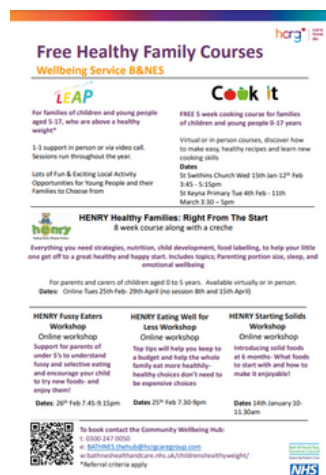 hcrg
care
Free Healthy Family Courses
Wellbeing Service B&NES
LEAP
Cook It
For families of children and young people
aged 5-17, who are above a healthy
weight*
1-1 support in person or via video call.
Sessions run throughout the year.
Lots of Fun & Exciting Local Activity
Opportunities for Young People and their
Families to Choose from
FREE 5 week cooking course for families
of children and young people 0-17 years
Virtual or in person courses, discover how
to make easy, healthy recipes and learn new
cooking skills
Dates
St Swithins Church Wed 15th Jan-12th Feb
3:45 - 5:15pm
St Keyna Primary Tue 4th Feb - 11th
March 3:30 – 5pm
henry
HENRY Healthy Families: Right From The Start
8 week course along with a creche
Everything you need strategies, nutrition, child development, food labelling, to help your little
one get off to a great healthy and happy start. Includes topics; Parenting portion size, sleep, and
emotional wellbeing
For parents and carers of children aged 0 to 5 years. Available virtually or in person.
Dates: Online Tues 25th Feb- 29th April (no session 8th and 15th April)
HENRY Fussy Eaters
Workshop
Online workshop
Support for parents of
under 5's to understand
fussy and selective eating
and encourage your child
to try new foods- and
enjoy them!
Dates: 26th Feb 7.45-9.15pm
HENRY Eating Well for
Less Workshop
Online workshop
Top tips will help you keep to
a budget and help the whole
family eat more healthily-
healthy choices don't need to
be expensive choices
Dates 25th Feb 7.30-9pm
HENRY Starting Solids
Workshop
Online workshop
Introducing solid foods
at 6 months- What foods
to start with and how to
make it enjoyable!
Dates 14th January 10-
11.30am
To book contact the Community Wellbeing Hub:
t: 0300 247 0050
e: BATHNES.thehub@hcrgcaregroup.com
w:bathneshealthandcare.nhs.uk/childrenshealthyweight/
*Referral criteria apply
NHS